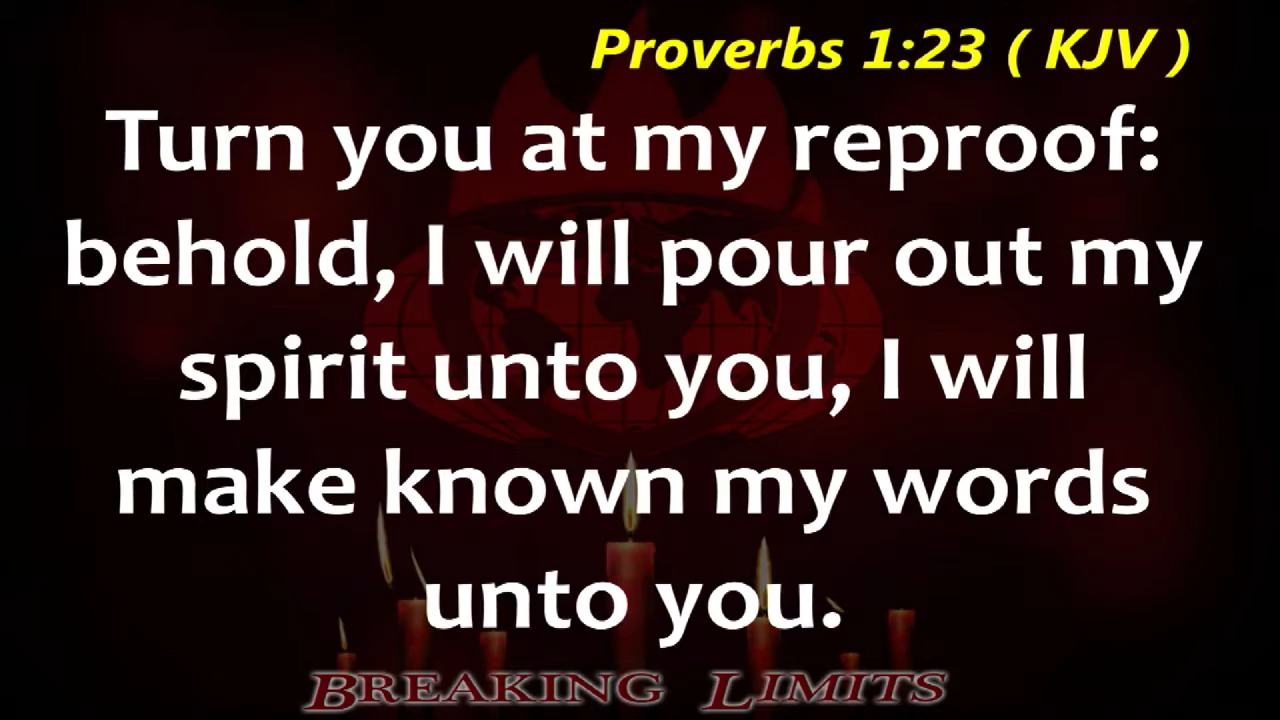 Proverbs 1:23 ( KJV )
Turn you at my reproof:
behold, I will pour out my
spirit unto you, I will
make known my words
unto you.
BREAKING LIMITS